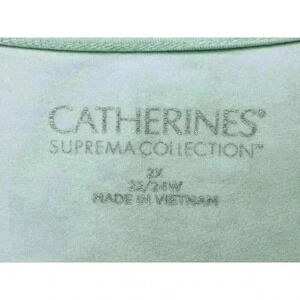 CATHERINES®
SUPREMA COLLECTION™
2X
22/24W
MADE IN VIETNAM